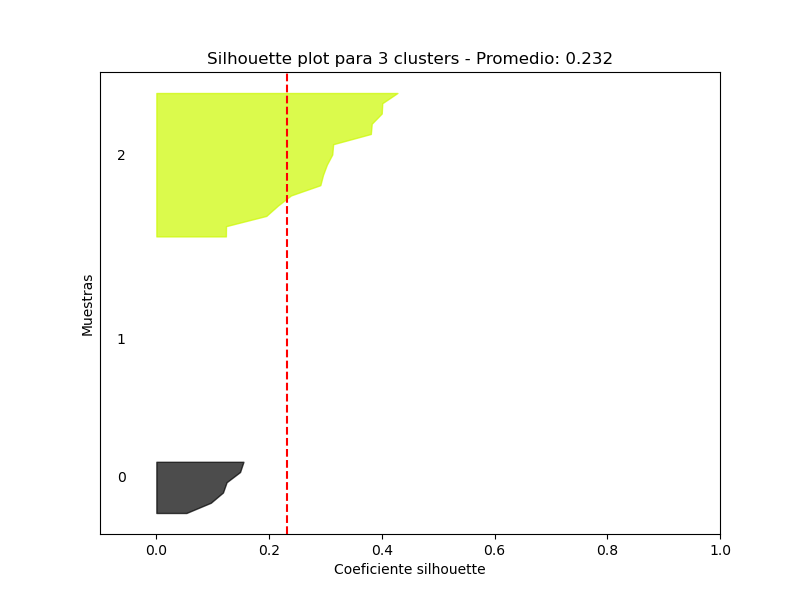 Silhouette plot para 3 clusters - Promedio: 0.232
2
1
0
Muestras
0.0 0.2 0.4 0.6 0.8 1.0
Coeficiente silhouette